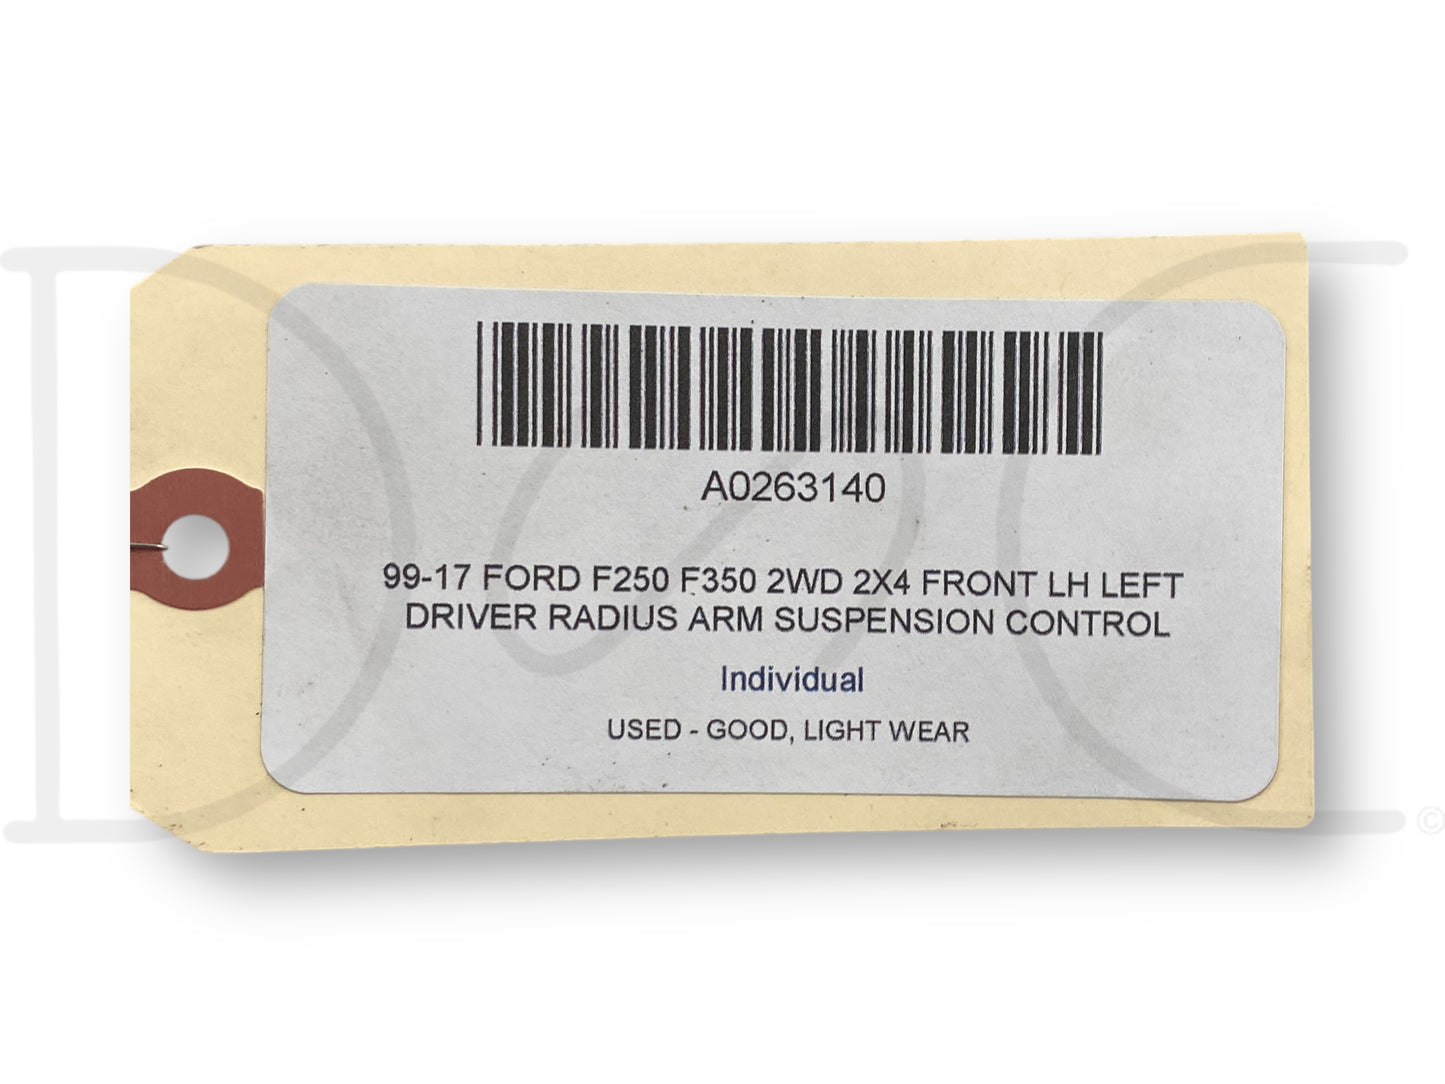 A0263140
99-17 FORD F250 F350 2WD 2X4 FRONT LH LEFT
DRIVER RADIUS ARM SUSPENSION CONTROL
Individual
USED - GOOD, LIGHT WEAR
©